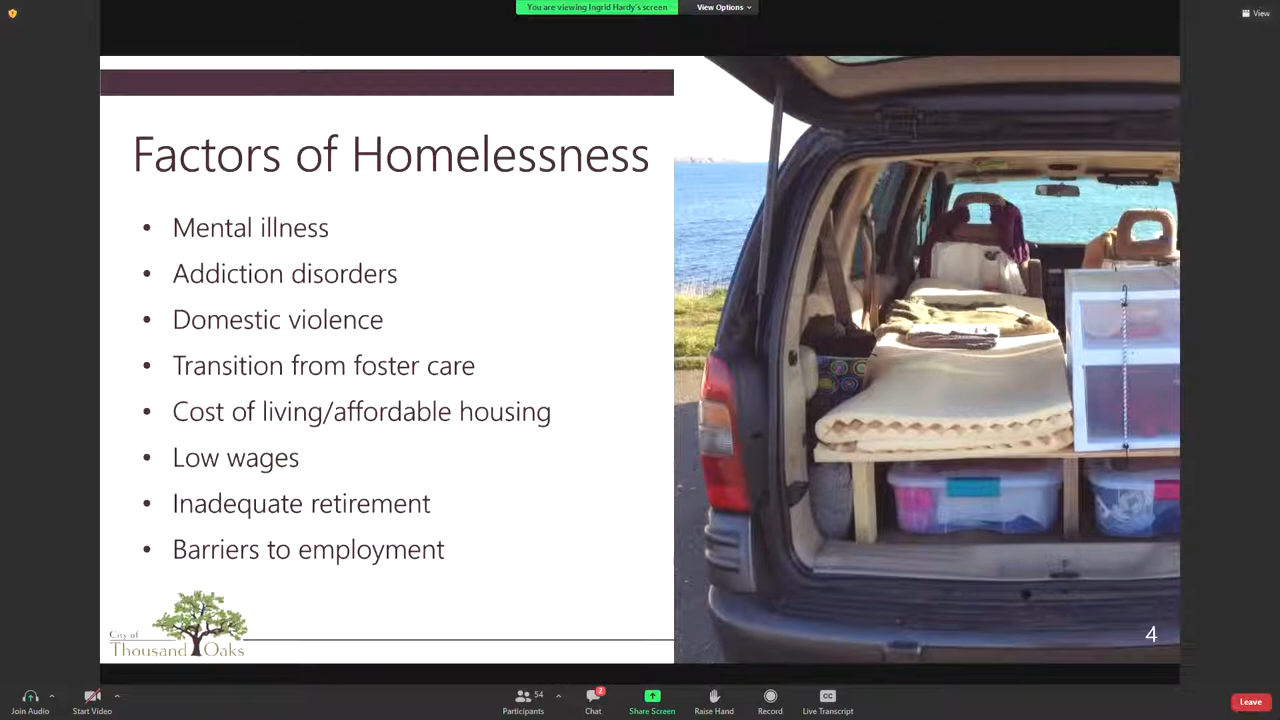 You are viewing Ingrid Hardy's screen
View Options
View
Factors of Homelessness
• Mental illness
• Addiction disorders
• Domestic violence
• Transition from foster care
• Cost of living/affordable housing
• Low wages
• Inadequate retirement
• Barriers to employment
City of
Thousand Oaks
4
Join Audio
Start Video
54
Participants
2
Chat
Share Screen
Raise Hand
Record
CC
Live Transcript
Leave